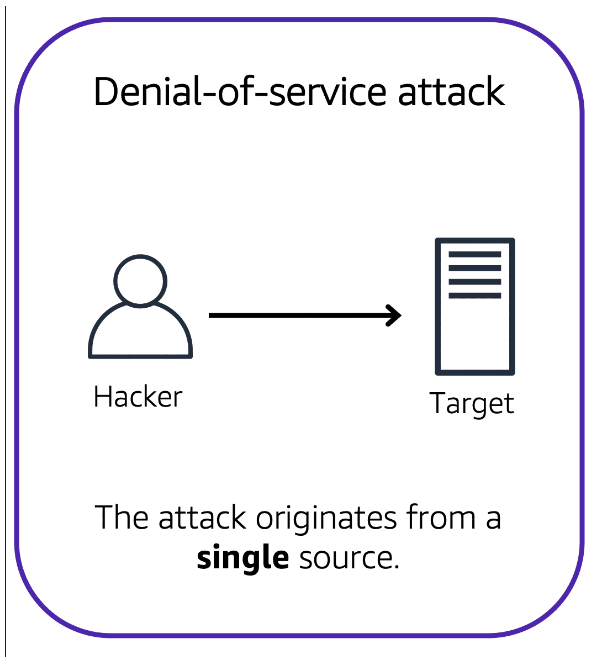 Denial-of-service attack
Hacker
Target
The attack originates from a
single source.